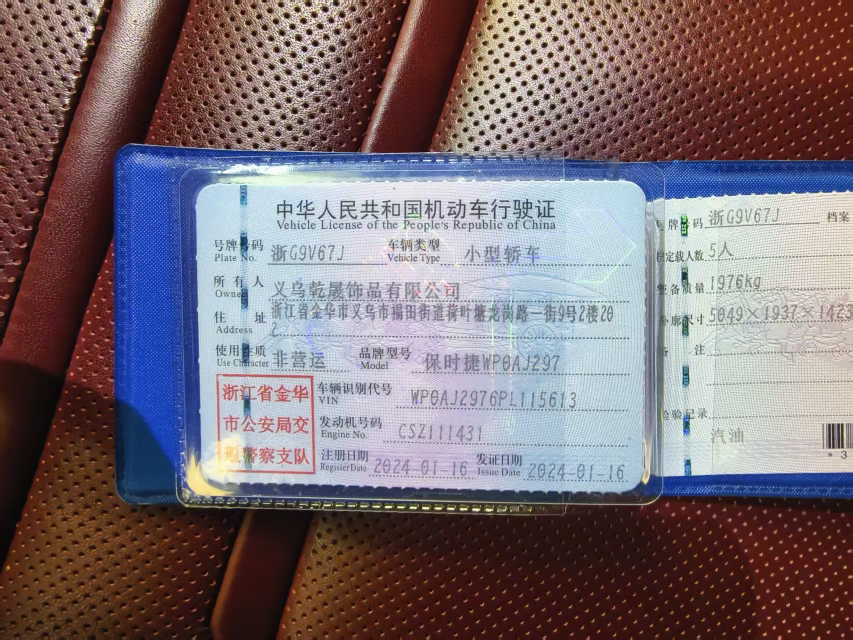 中华人民共和国机动车行驶证
Vehicle License of the People's Republic of China
号牌号码 浙G9V67J 车辆类型 小型轿车
Plate No. Vehicle Type
所有人 义乌乾晟饰品有限公司
Owner
住址 浙江省金华市义乌市福田街道荷叶塘龙岗路一街9号2楼20
Address 2
使用性质 非营运 品牌型号 保时捷WP0AJ297
Use Character Model
浙江省金华
市公安局交
警察支队
车辆识别代号 WP0AJ2976PL115613
VIN
发动机号码 CSZ111431
Engine No.
注册日期 2024-01-16 发证日期 2024-01-16
Register Date Issue Date
牌 码 浙G9V67J 档案
定载人数 5人
备质量 1976kg
廓尺寸 5049×1937×1423
注
检验记录
汽油
*3